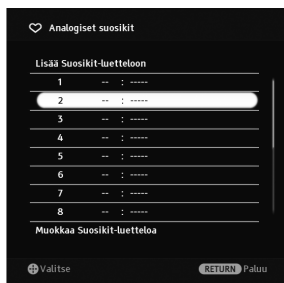 Analogiset suosikit
Lisää Suosikit-luetteloon
1 -- : -----
2 -- : -----
3 -- : -----
4 -- : -----
5 -- : -----
6 -- : -----
7 -- : -----
8 -- : -----
Muokkaa Suosikit-luetteloa
Valitse RETURN Paluu